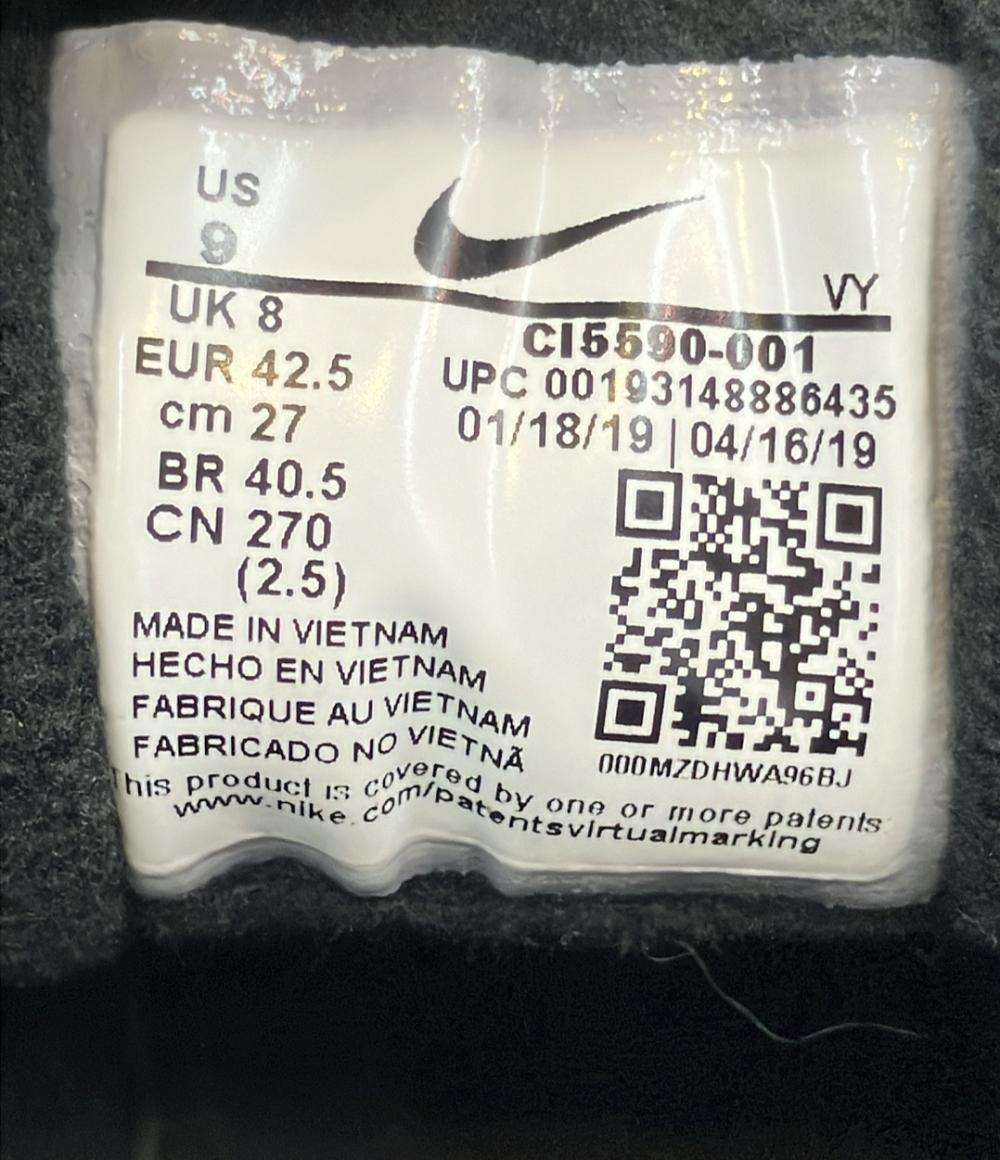 US
9
VY
UK 8
EUR 42.5
cm 27
BR 40.5
CN 270
(2.5)
CI5590-001
UPC 00193148886435
01/18/19 | 04/16/19
000MZDHWA96BJ
MADE IN VIETNAM
HECHO EN VIETNAM
FABRIQUE AU VIETNAM
FABRICADO NO VIETNÃ
This product is covered by one or more patents
www.nike.com/patentsvirtualmarking